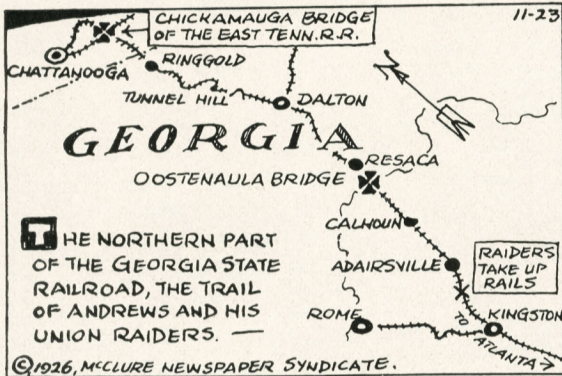 CHICKAMAUGA BRIDGE
OF THE EAST TENN. R.R.
11-23
CHATTANOOGA
RINGGOLD
TUNNEL HILL
DALTON
GEORGIA
RESACA
OOSTENAULA BRIDGE
CALHOUN
THE NORTHERN PART
OF THE GEORGIA STATE
RAILROAD, THE TRAIL
OF ANDREWS AND HIS
UNION RAIDERS. —
ADAIRSVILLE
RAIDERS
TAKE UP
RAILS
ROME
KINGSTON
TO
ATLANTA →
N
©1926, MCCLURE NEWSPAPER SYNDICATE.